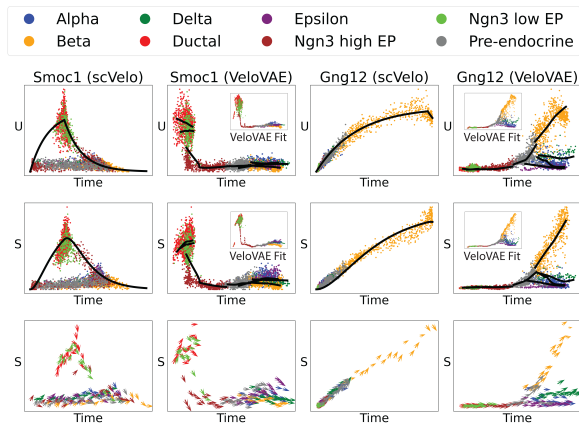 Alpha Delta Epsilon Ngn3 low EP
Beta Ductal Ngn3 high EP Pre-endocrine
Smoc1 (scVelo) Smoc1 (VeloVAE) Gng12 (scVelo) Gng12 (VeloVAE)
U VeloVAE Fit U VeloVAE Fit
Time Time Time Time
S VeloVAE Fit S VeloVAE Fit
Time Time Time Time
S S
Time Time Time Time